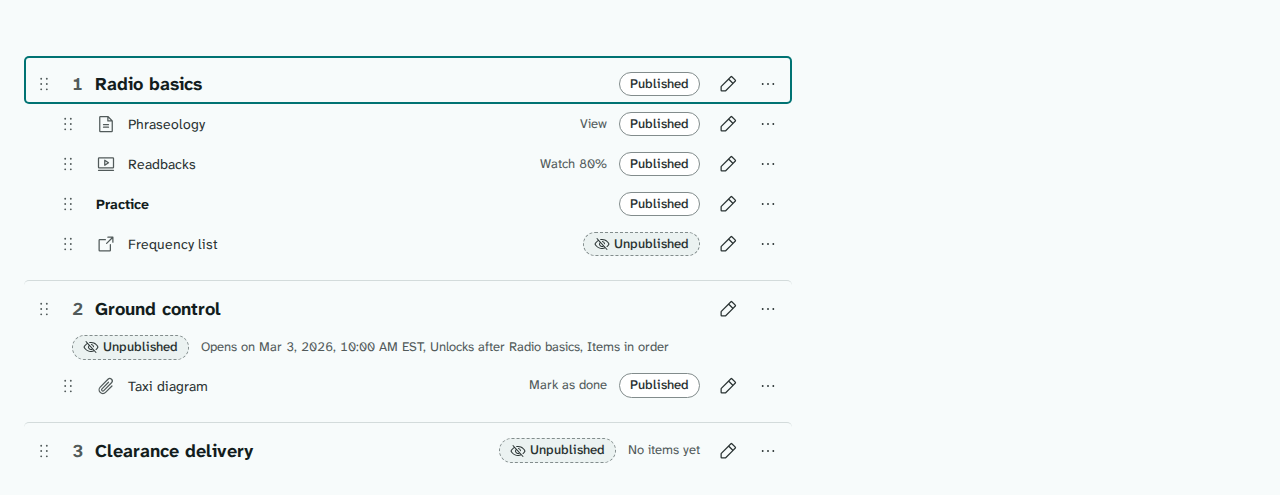 1 Radio basics Published
Phraseology View Published
Readbacks Watch 80% Published
Practice Published
Frequency list Unpublished
2 Ground control
Unpublished Opens on Mar 3, 2026, 10:00 AM EST, Unlocks after Radio basics, Items in order
Taxi diagram Mark as done Published
3 Clearance delivery Unpublished No items yet